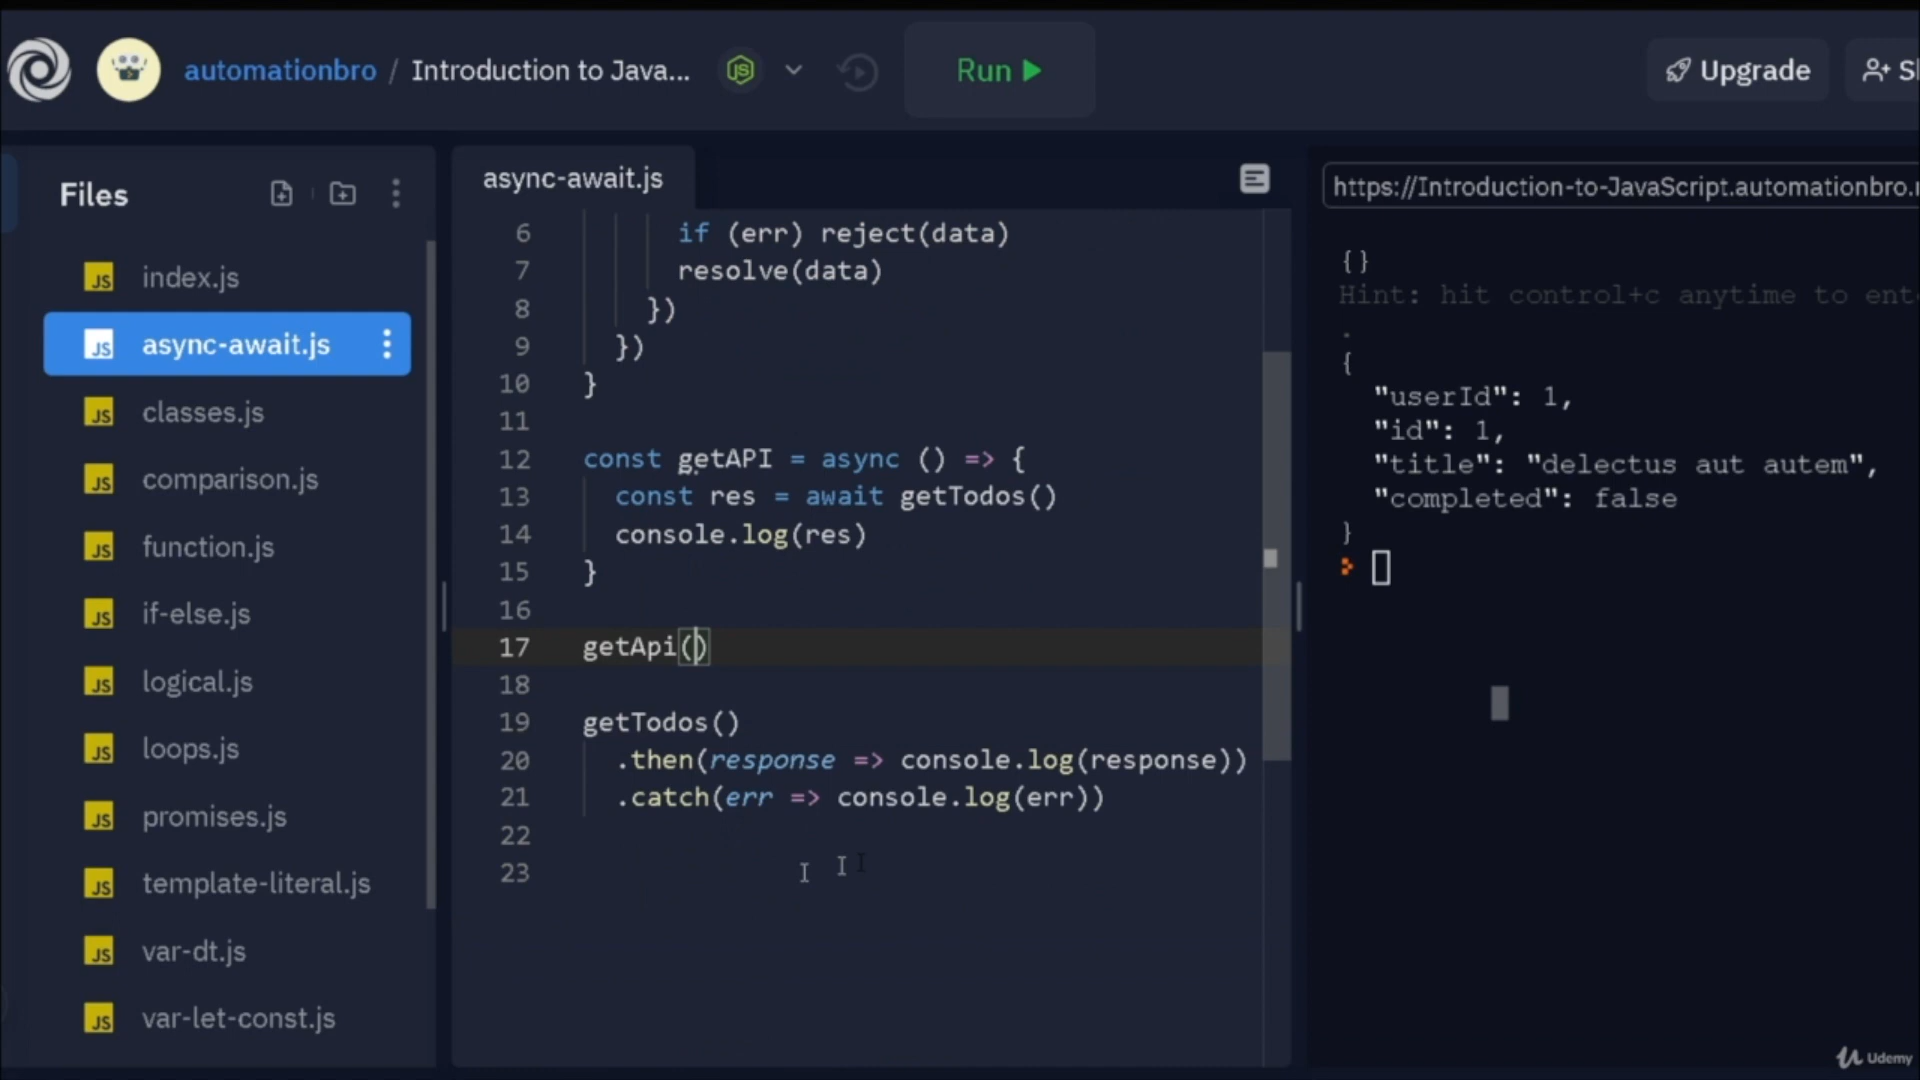 automationbro / Introduction to Java...
Run
Upgrade
Files
index.js
async-await.js
classes.js
comparison.js
function.js
if-else.js
logical.js
loops.js
promises.js
template-literal.js
var-dt.js
var-let-const.js
async-await.js
6 if (err) reject(data)
7 resolve(data)
8 })
9 })
10 }
11
12 const getAPI = async () => {
13 const res = await getTodos()
14 console.log(res)
15 }
16
17 getApi()
18
19 getTodos()
20 .then(response => console.log(response))
21 .catch(err => console.log(err))
22
23
https://Introduction-to-JavaScript.automationbro.
{}
Hint: hit control+c anytime to
.
{
"userId": 1,
"id": 1,
"title": "delectus aut autem",
"completed": false
}
Udemy